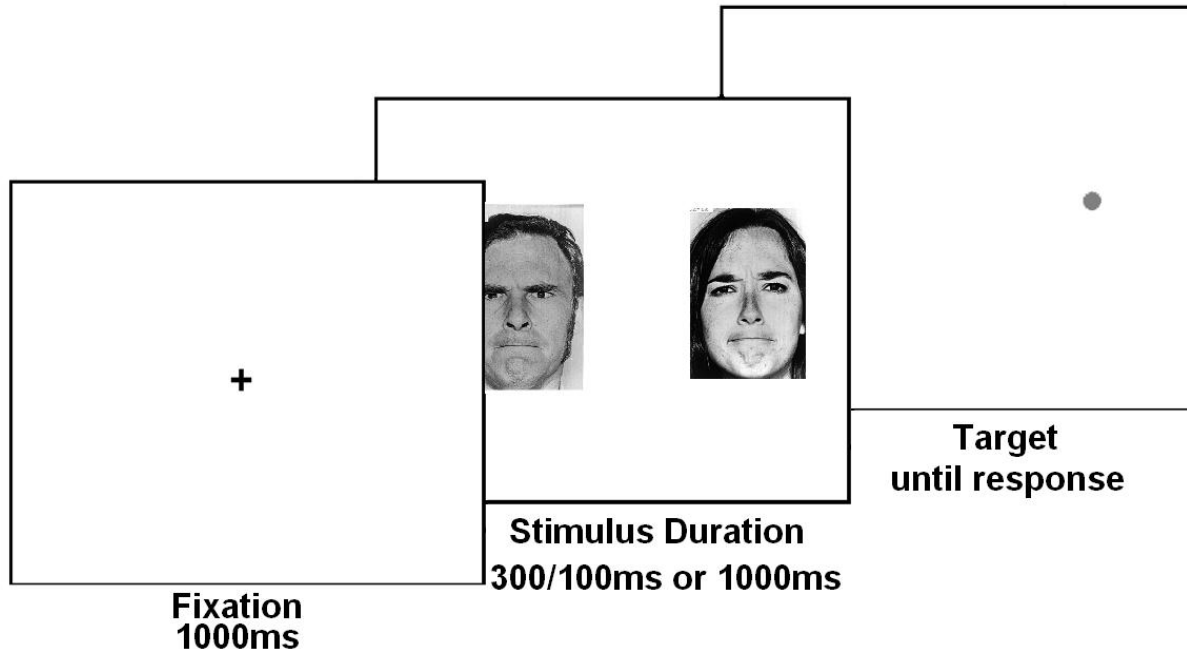 Fixation
1000ms
Stimulus Duration
300/100ms or 1000ms
Target
until response